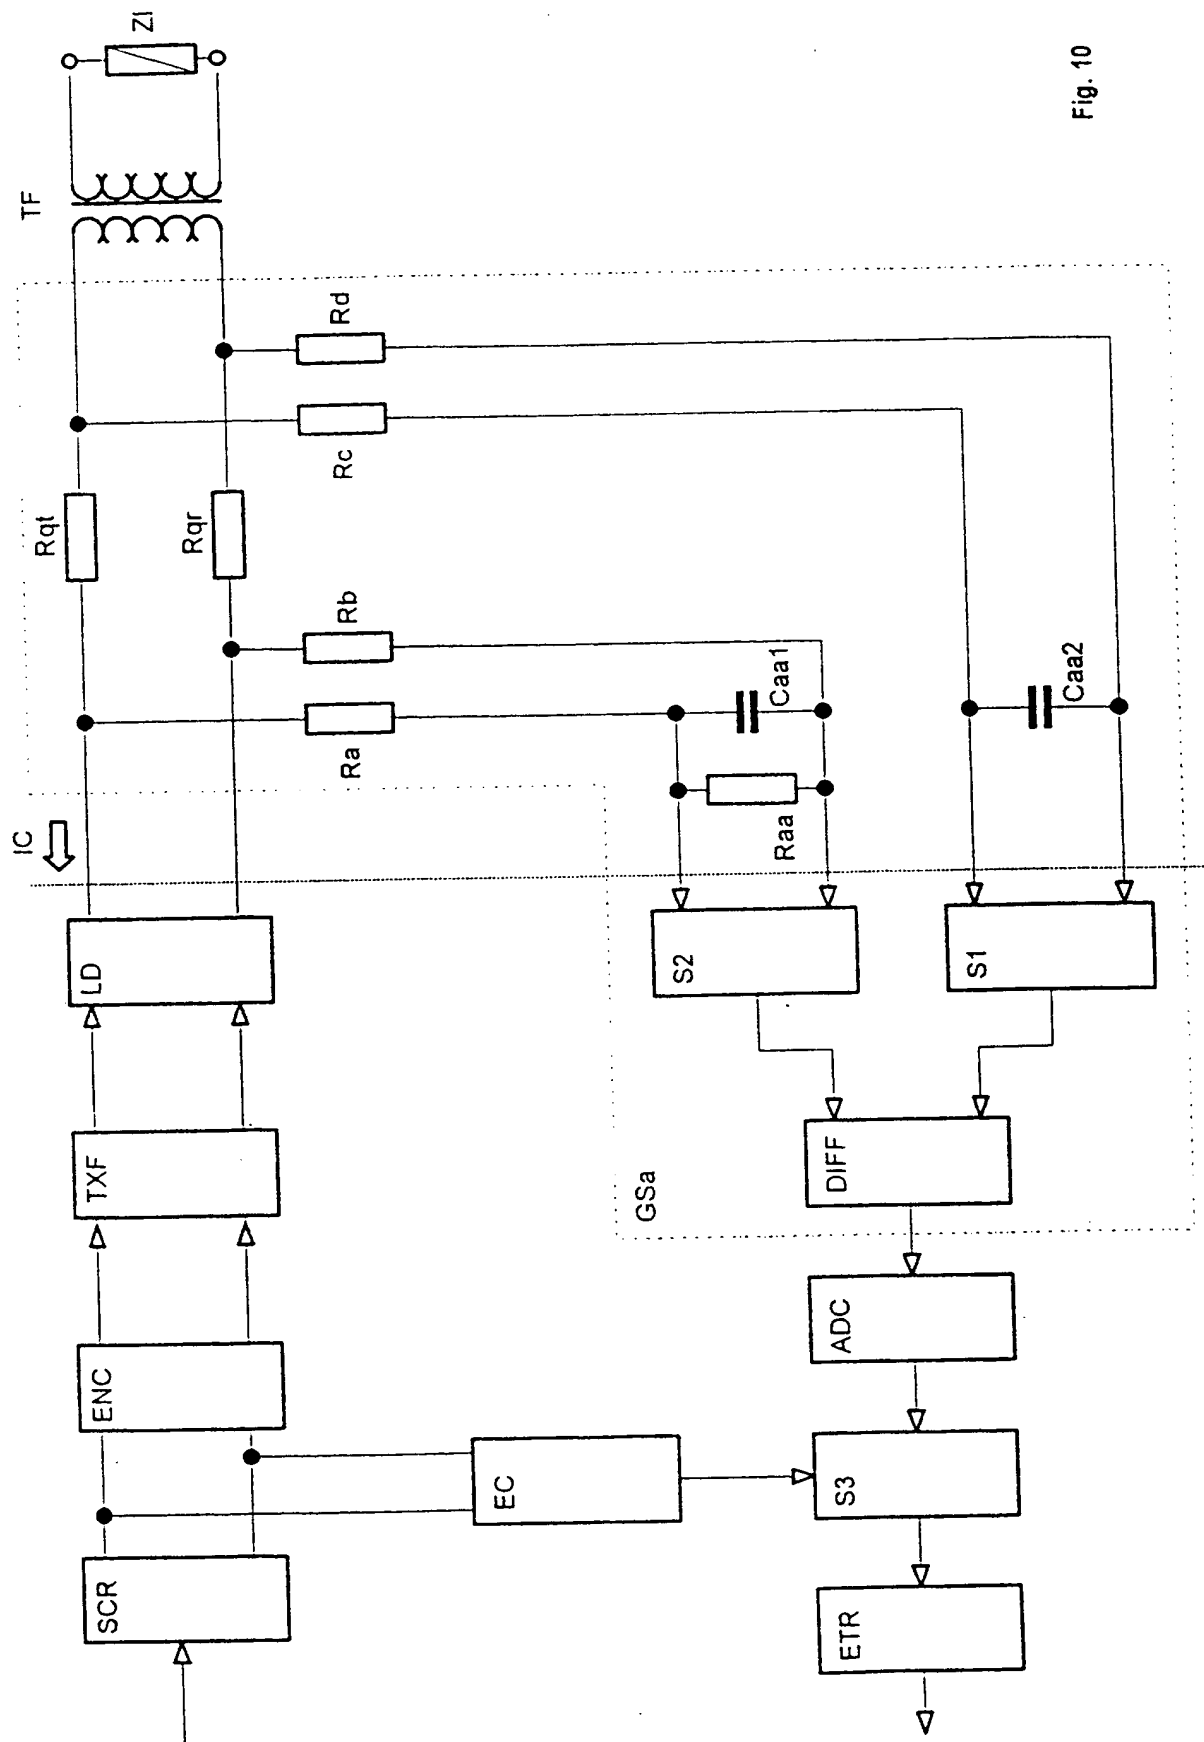 SCR
ENC
TXF
LD
IC
Rqt
Rqr
TF
Zl
Ra
Rb
Rc
Rd
EC
GSa
Raa
Caa1
Caa2
S2
S1
DIFF
ADC
S3
ETR
Fig. 10